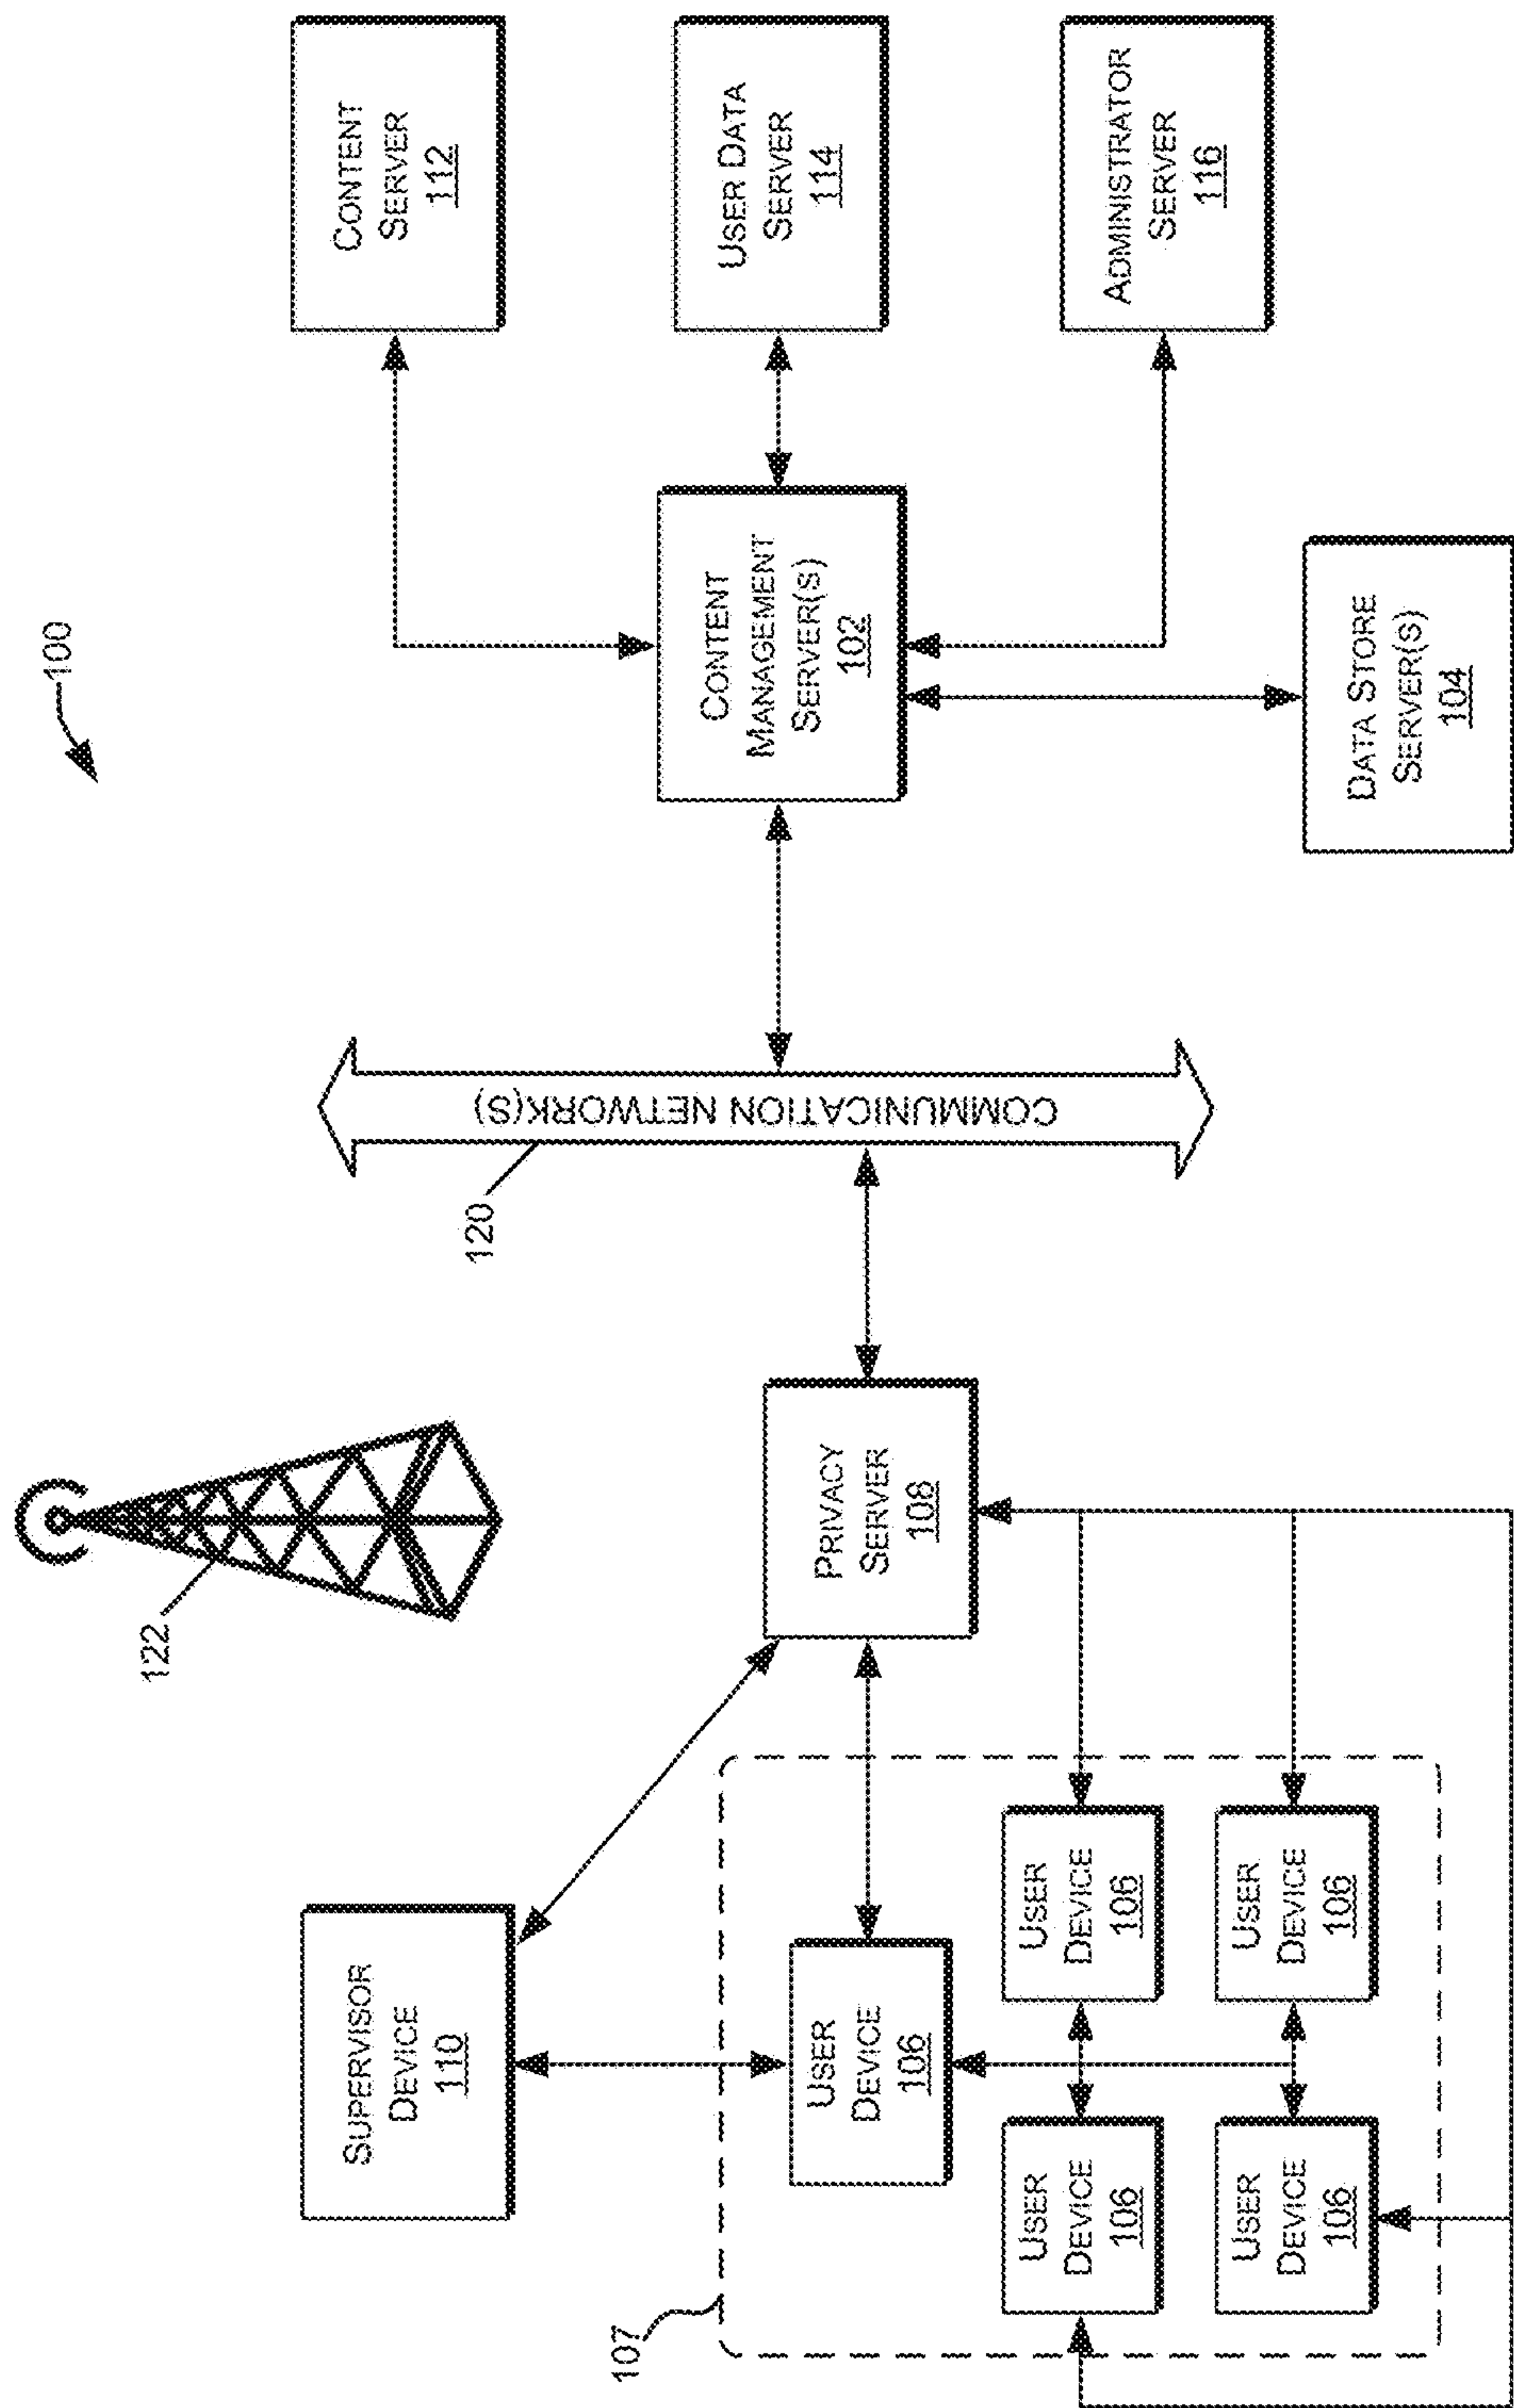 100
122
SUPERVISOR
DEVICE
110
107
USER
DEVICE
106
USER
DEVICE
106
USER
DEVICE
106
USER
DEVICE
106
USER
DEVICE
106
PRIVACY
SERVER
108
120
COMMUNICATION NETWORK(S)
CONTENT
MANAGEMENT
SERVER(S)
102
CONTENT
SERVER
112
USER DATA
SERVER
114
ADMINISTRATOR
SERVER
116
DATA STORE
SERVER(S)
104